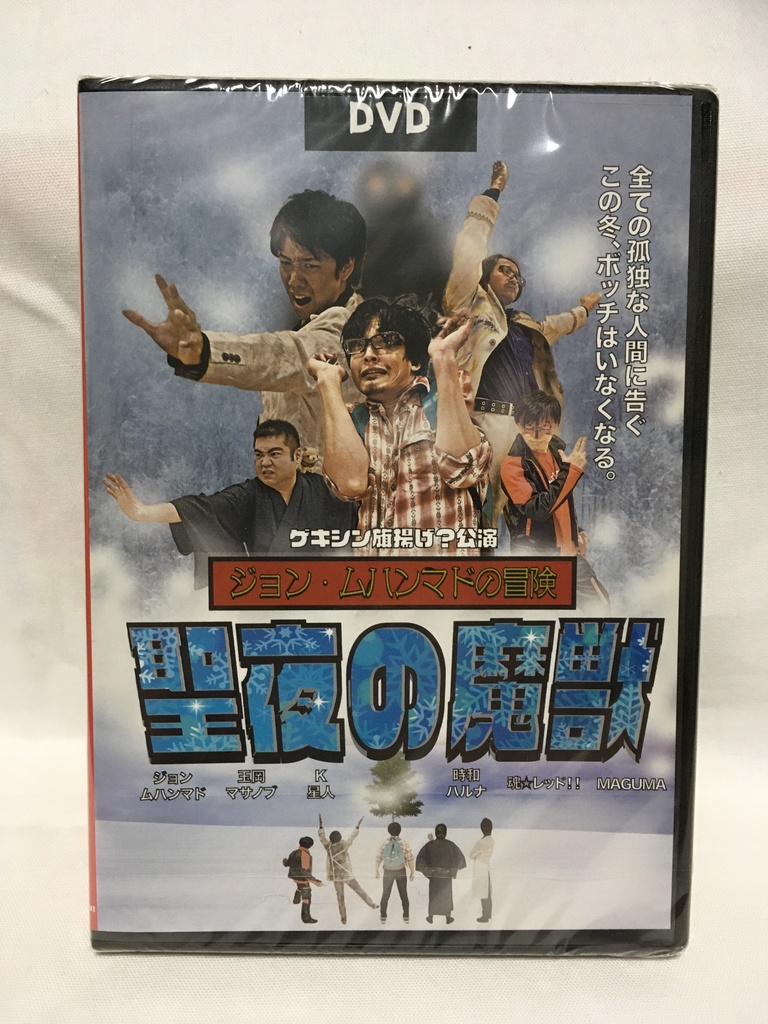 DVD
全ての孤独な人間に告ぐ
この冬、ボッチはいなくなる。
ゲキシン旗揚げ?公演
ジョン・ムハンマドの冒険
聖夜の魔獣
ジョン
ムハンマド
王岡
マサノブ
K
星人
時和
ハルナ
魂☆レッド!!
MAGUMA